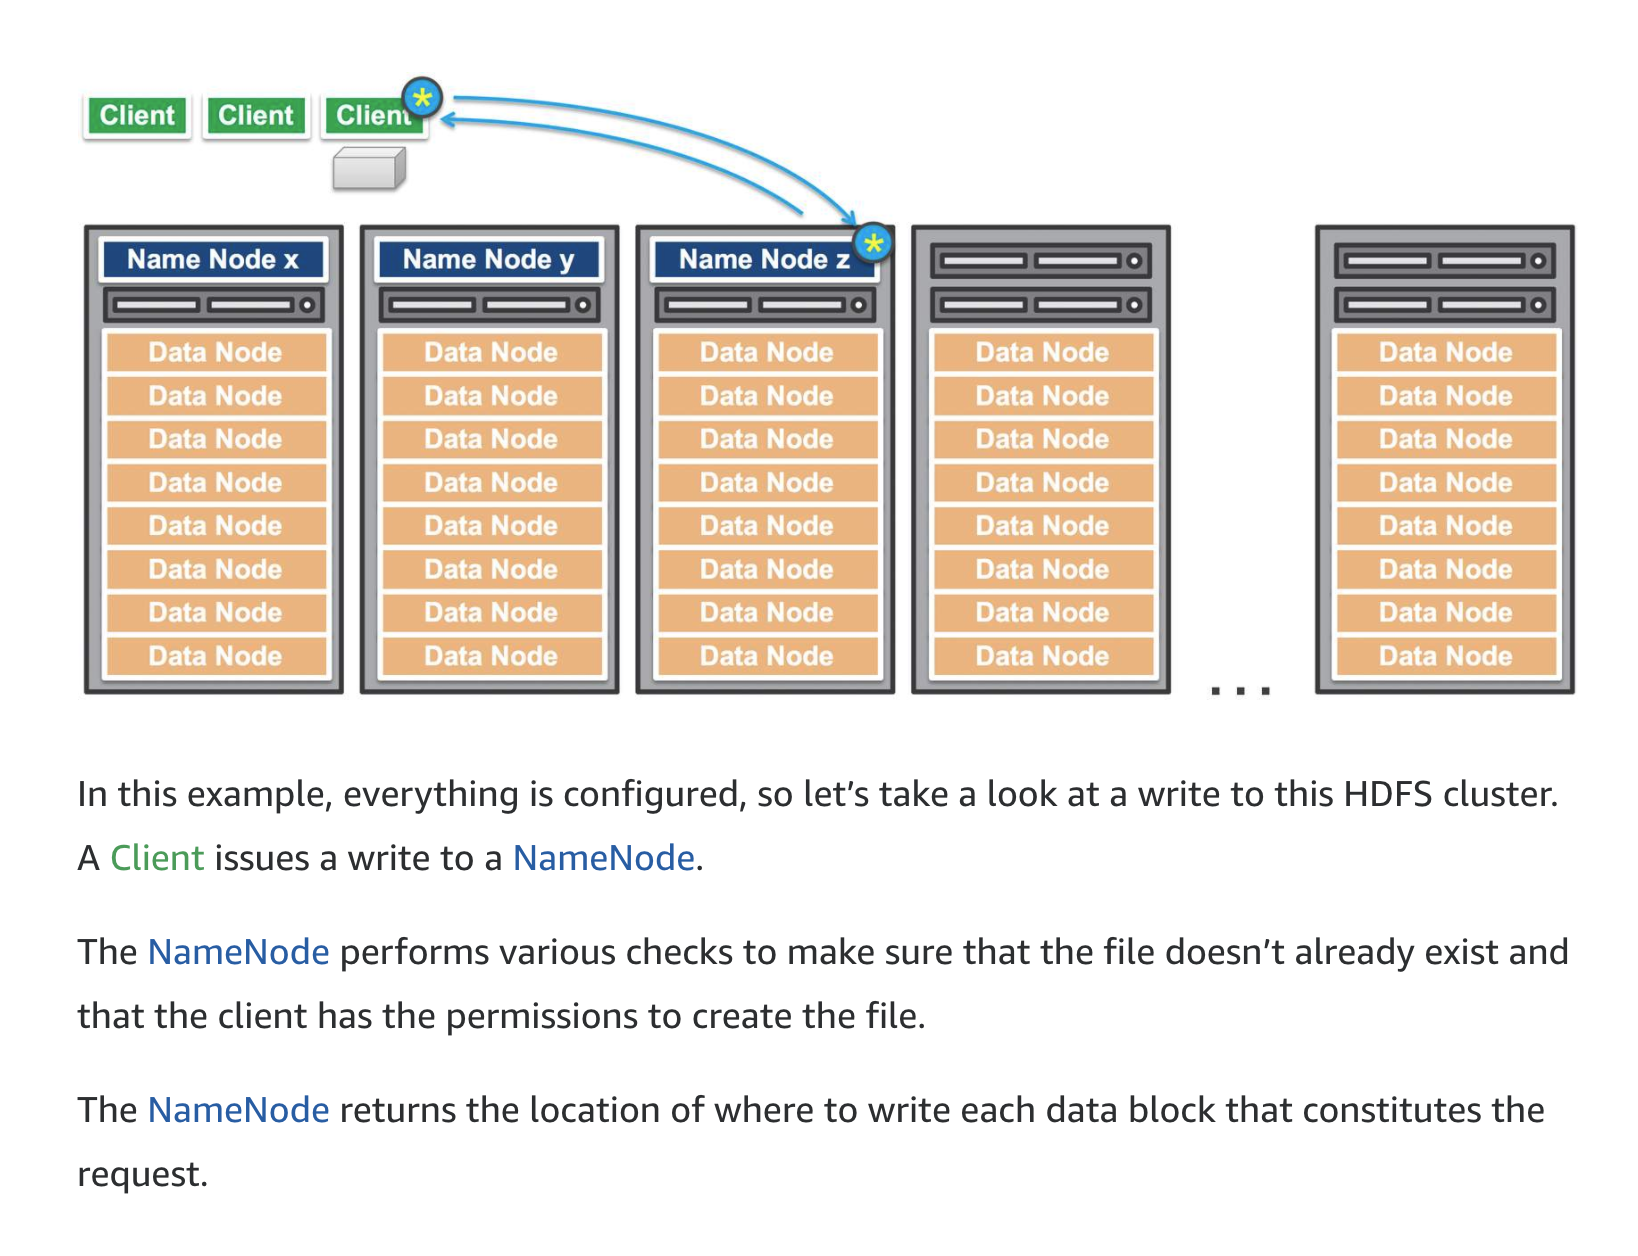 Client Client Client *
Name Node x Name Node y Name Node z *
Data Node Data Node Data Node Data Node Data Node
Data Node Data Node Data Node Data Node Data Node
Data Node Data Node Data Node Data Node Data Node
Data Node Data Node Data Node Data Node Data Node
Data Node Data Node Data Node Data Node Data Node
Data Node Data Node Data Node Data Node Data Node
Data Node Data Node Data Node Data Node Data Node
Data Node Data Node Data Node Data Node Data Node
...
In this example, everything is configured, so let’s take a look at a write to this HDFS cluster.
A Client issues a write to a NameNode.
The NameNode performs various checks to make sure that the file doesn’t already exist and
that the client has the permissions to create the file.
The NameNode returns the location of where to write each data block that constitutes the
request.